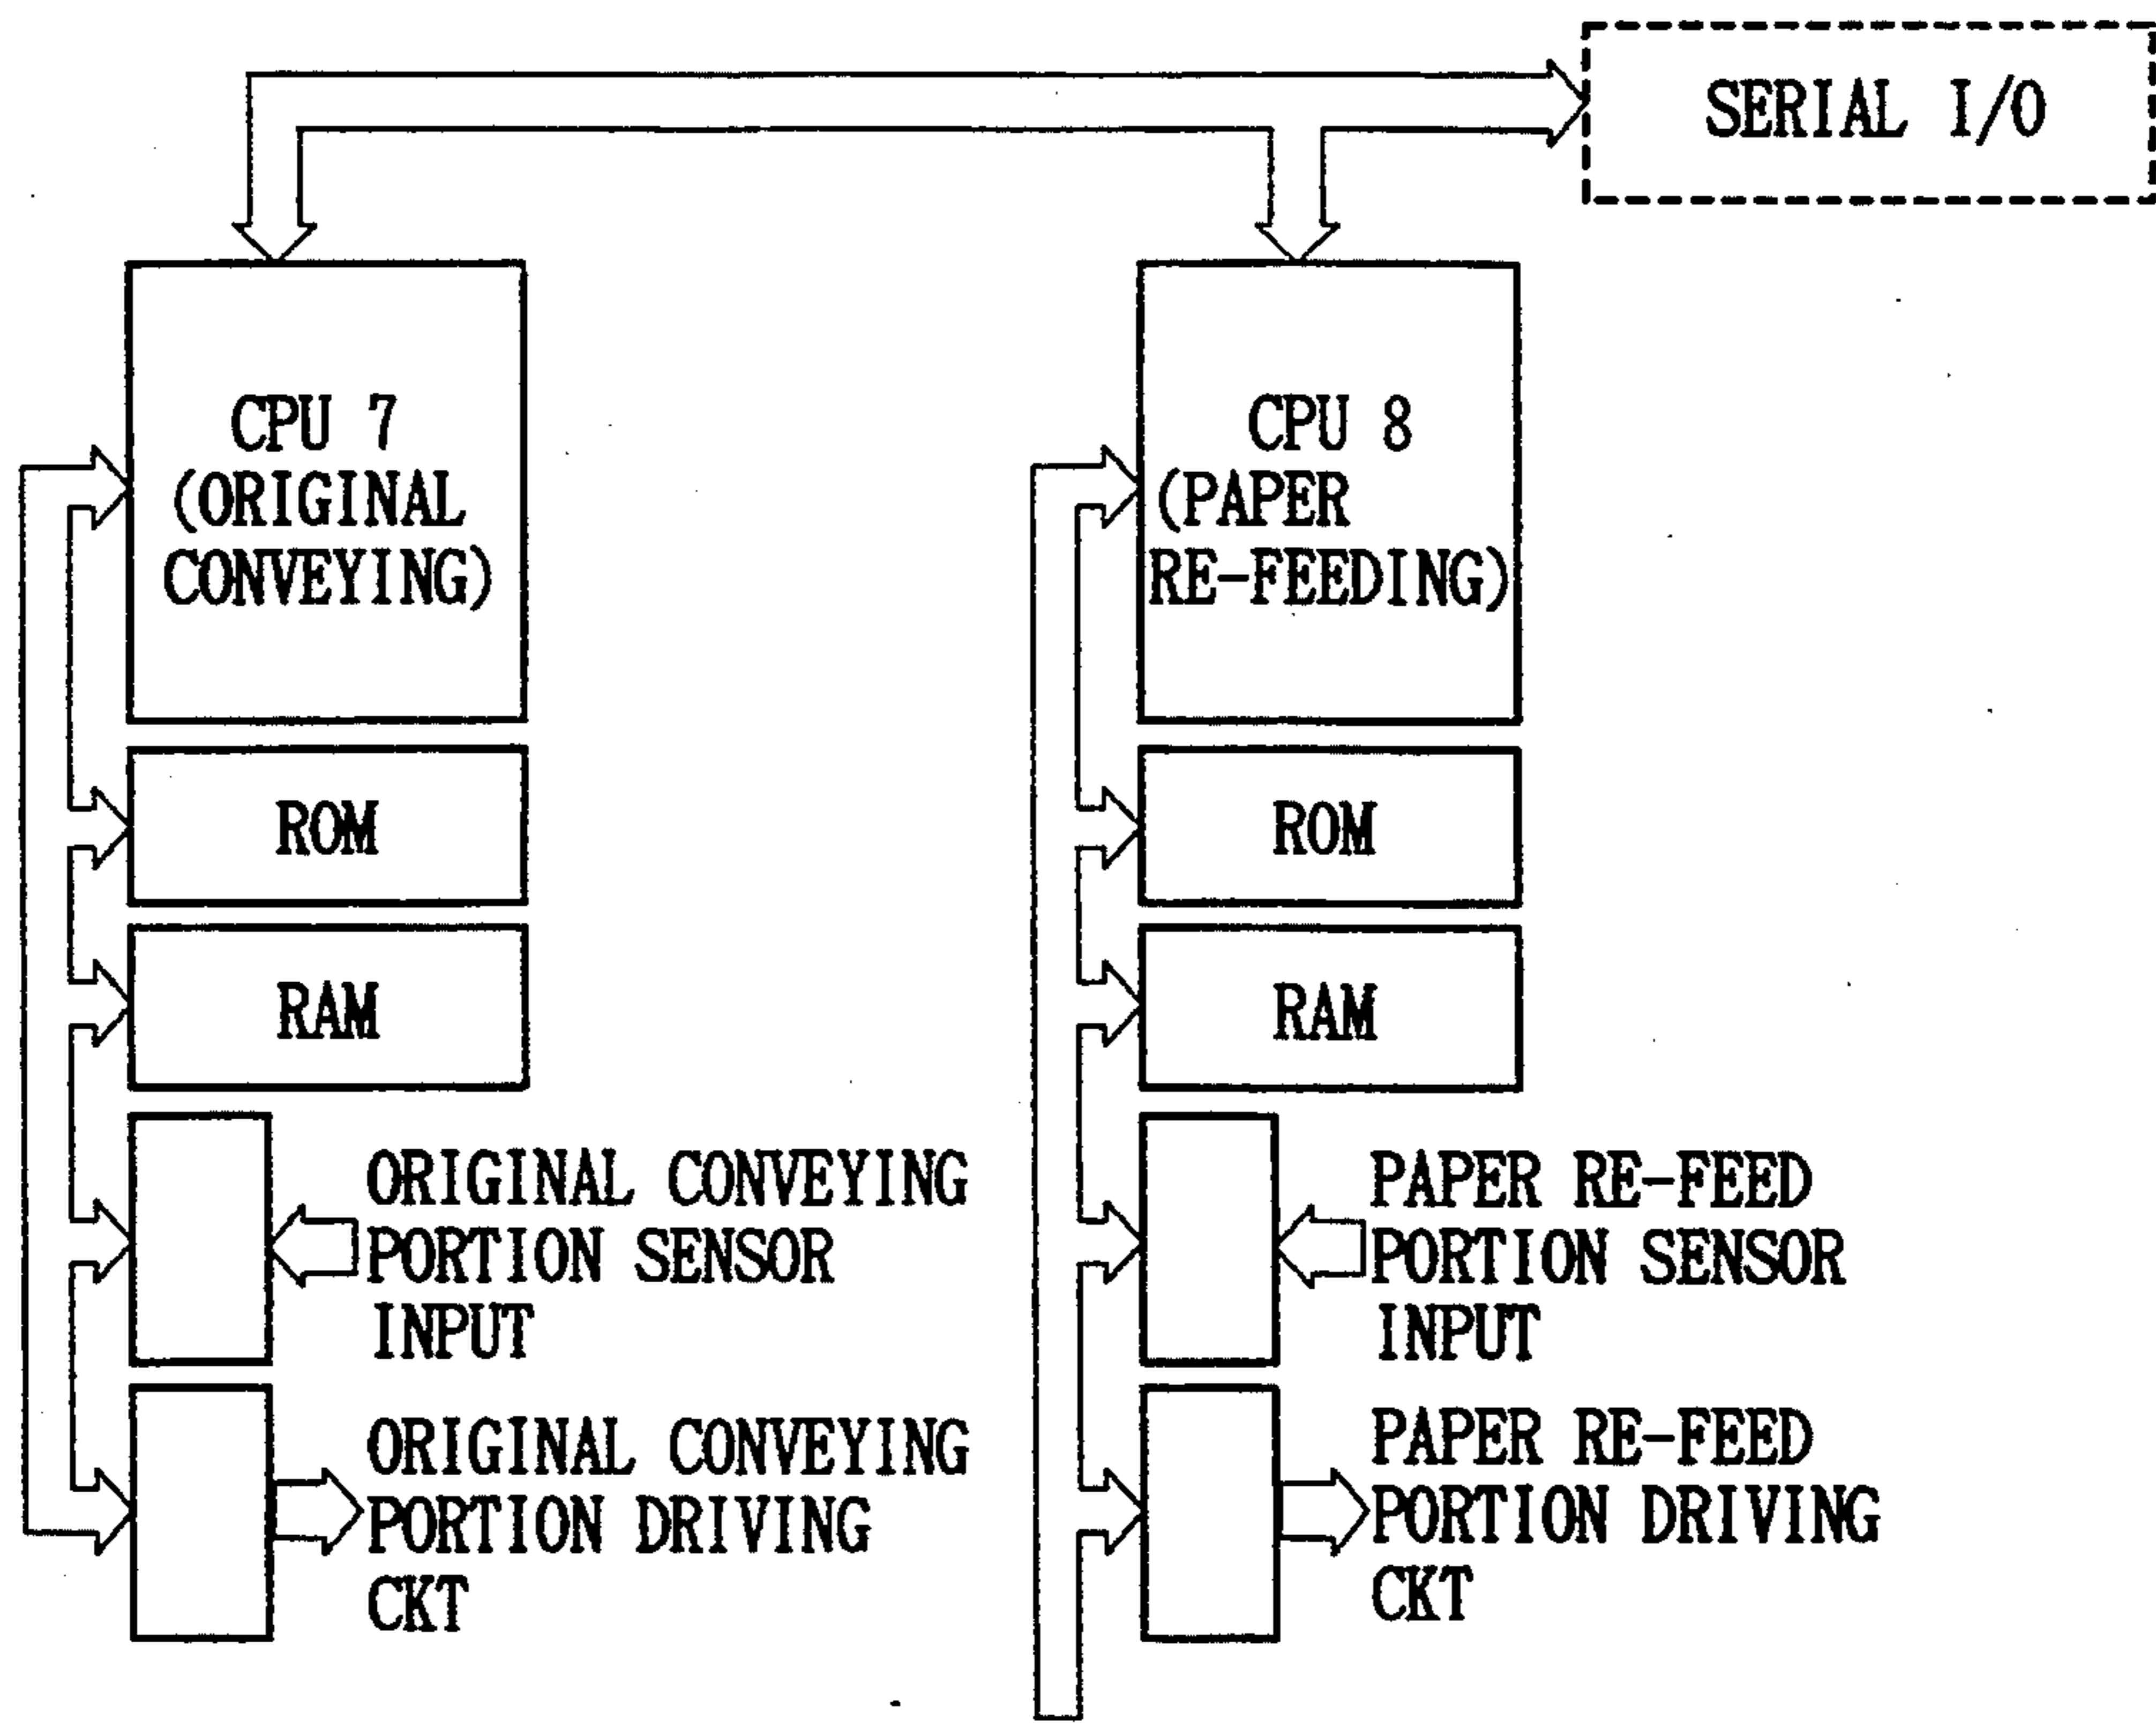 SERIAL I/O
CPU 7
(ORIGINAL
CONVEYING)
ROM
RAM
ORIGINAL CONVEYING
PORTION SENSOR
INPUT
ORIGINAL CONVEYING
PORTION DRIVING
CKT
CPU 8
(PAPER
RE-FEEDING)
ROM
RAM
PAPER RE-FEED
PORTION SENSOR
INPUT
PAPER RE-FEED
PORTION DRIVING
CKT